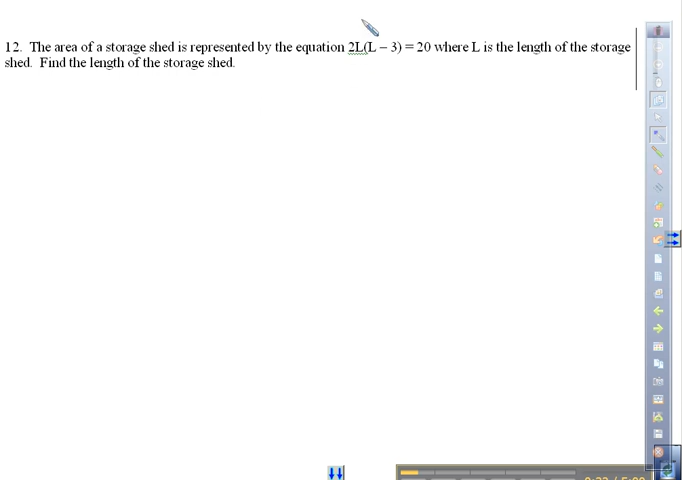 12.  The area of a storage shed is represented by the equation 2L(L – 3) = 20 where L is the length of the storage
shed.  Find the length of the storage shed.